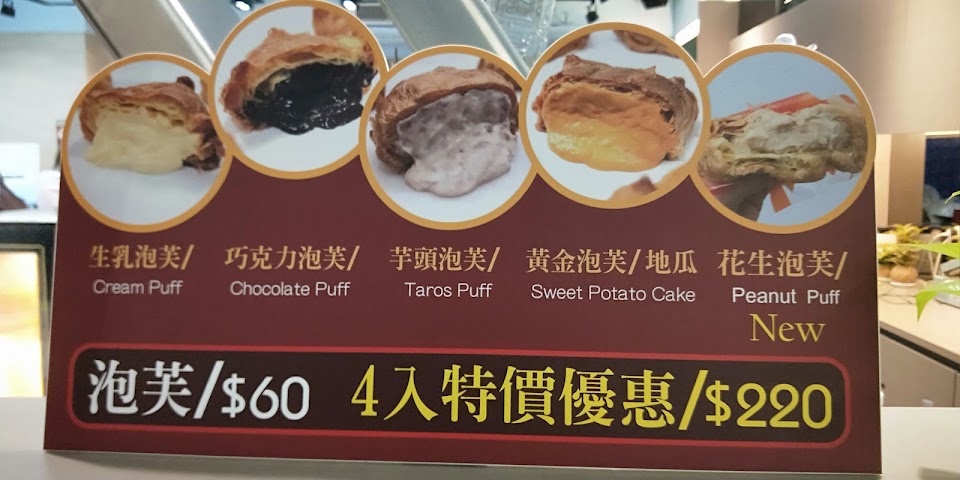 生乳泡芙/
Cream Puff
巧克力泡芙/
Chocolate Puff
芋頭泡芙/
Taros Puff
黃金泡芙/地瓜
Sweet Potato Cake
花生泡芙/
Peanut Puff
New
泡芙/$60 4入特價優惠/$220